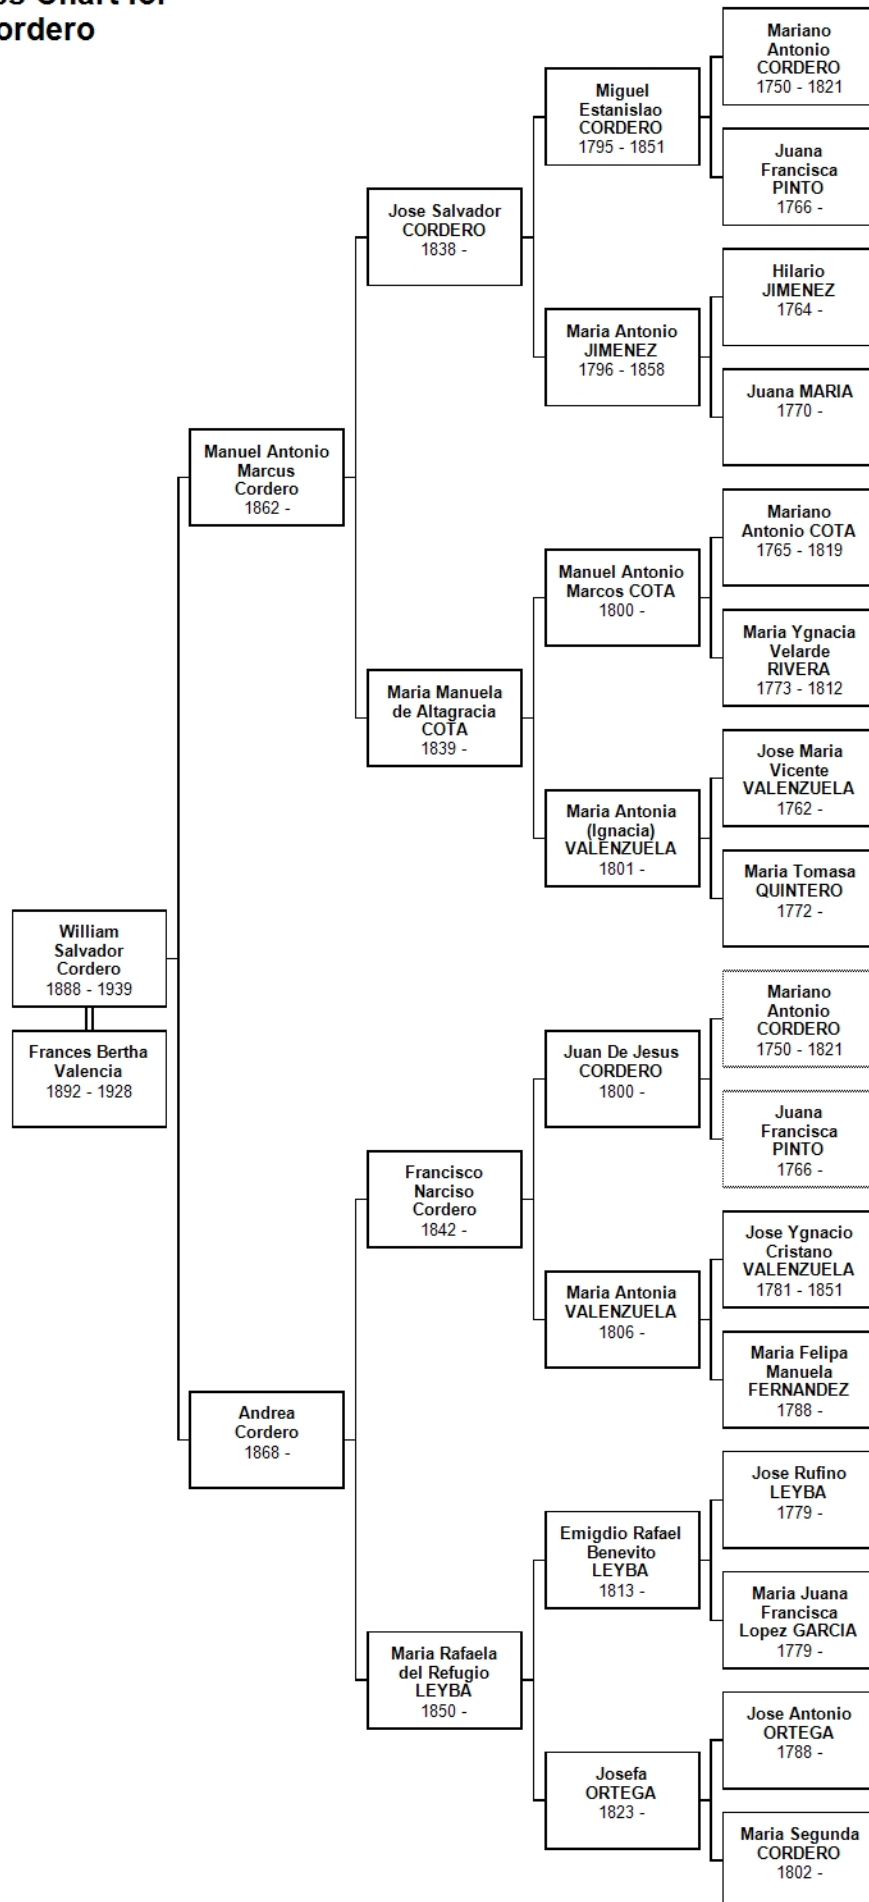 ordero
Mariano
Antonio
CORDERO
1750 - 1821
Miguel
Estanislao
CORDERO
1795 - 1851
Juana
Francisca
PINTO
1766 -
Jose Salvador
CORDERO
1838 -
Hilario
JIMENEZ
1764 -
Maria Antonio
JIMENEZ
1796 - 1858
Juana MARIA
1770 -
Manuel Antonio
Marcus
Cordero
1862 -
Mariano
Antonio COTA
1765 - 1819
Manuel Antonio
Marcos COTA
1800 -
Maria Ygnacia
Velarde
RIVERA
1773 - 1812
Maria Manuela
de Altagracia
COTA
1839 -
Jose Maria
Vicente
VALENZUELA
1762 -
Maria Antonia
(Ignacia)
VALENZUELA
1801 -
Maria Tomasa
QUINTERO
1772 -
William
Salvador
Cordero
1888 - 1939
Frances Bertha
Valencia
1892 - 1928
Mariano
Antonio
CORDERO
1750 - 1821
Juan De Jesus
CORDERO
1800 -
Juana
Francisca
PINTO
1766 -
Francisco
Narciso
Cordero
1842 -
Jose Ygnacio
Cristano
VALENZUELA
1781 - 1851
Maria Antonia
VALENZUELA
1806 -
Maria Felipa
Manuela
FERNANDEZ
1788 -
Andrea
Cordero
1868 -
Jose Rufino
LEYBA
1779 -
Emigdio Rafael
Benevito
LEYBA
1813 -
Maria Juana
Francisca
Lopez GARCIA
1779 -
Maria Rafaela
del Refugio
LEYBA
1850 -
Jose Antonio
ORTEGA
1788 -
Josefa
ORTEGA
1823 -
Maria Segunda
CORDERO
1802 -